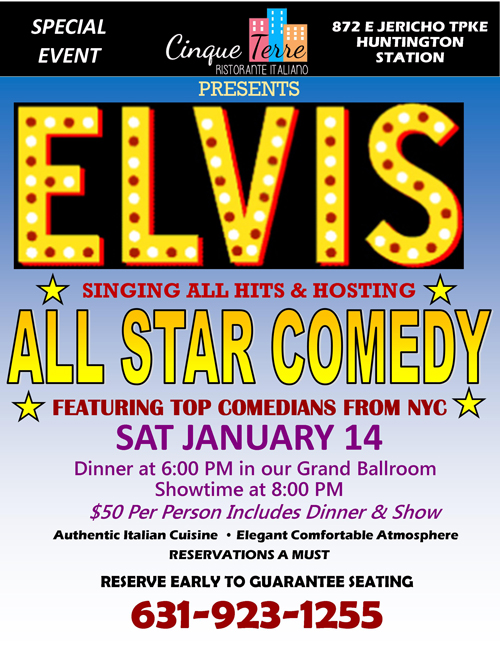 SPECIAL
EVENT
Cinque Terre
RISTORANTE ITALIANO
872 E JERICHO TPKE
HUNTINGTON
STATION
PRESENTS
ELVIS
SINGING ALL HITS & HOSTING
ALL STAR COMEDY
FEATURING TOP COMEDIANS FROM NYC
SAT JANUARY 14
Dinner at 6:00 PM in our Grand Ballroom
Showtime at 8:00 PM
$50 Per Person Includes Dinner & Show
Authentic Italian Cuisine • Elegant Comfortable Atmosphere
RESERVATIONS A MUST
RESERVE EARLY TO GUARANTEE SEATING
631-923-1255